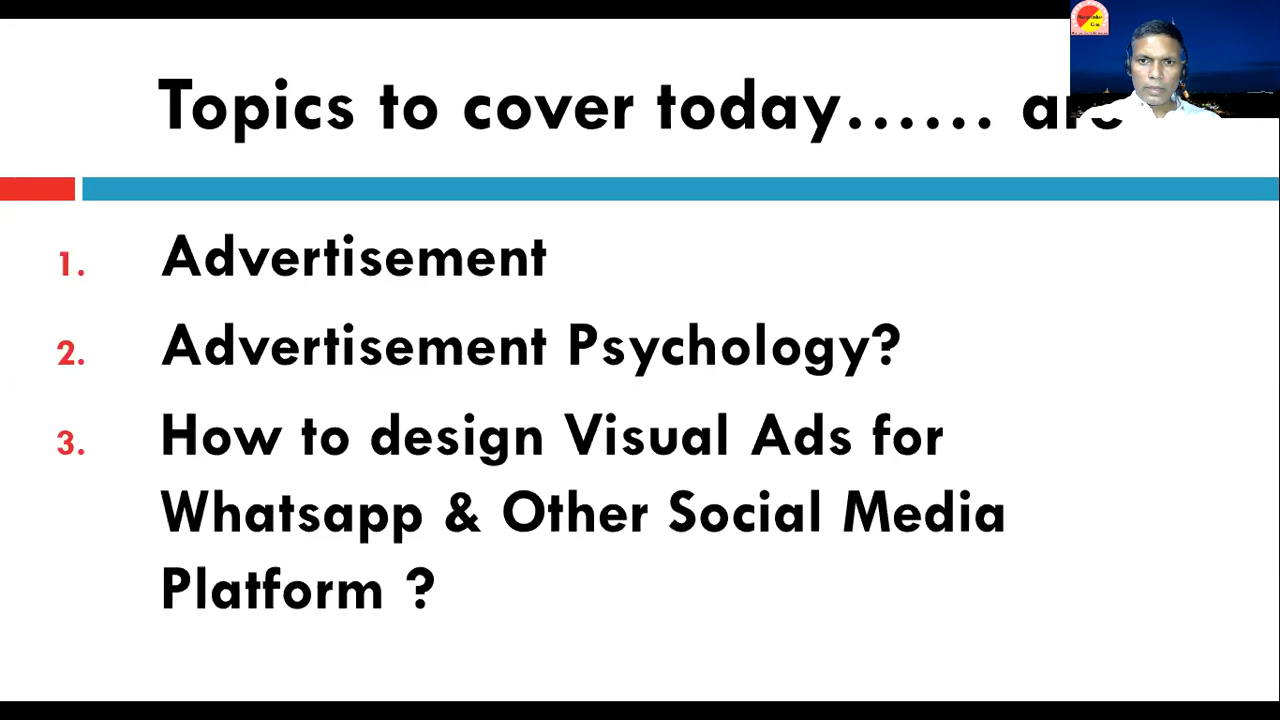 Topics to cover today...... are
1. Advertisement
2. Advertisement Psychology?
3. How to design Visual Ads for
Whatsapp & Other Social Media
Platform ?